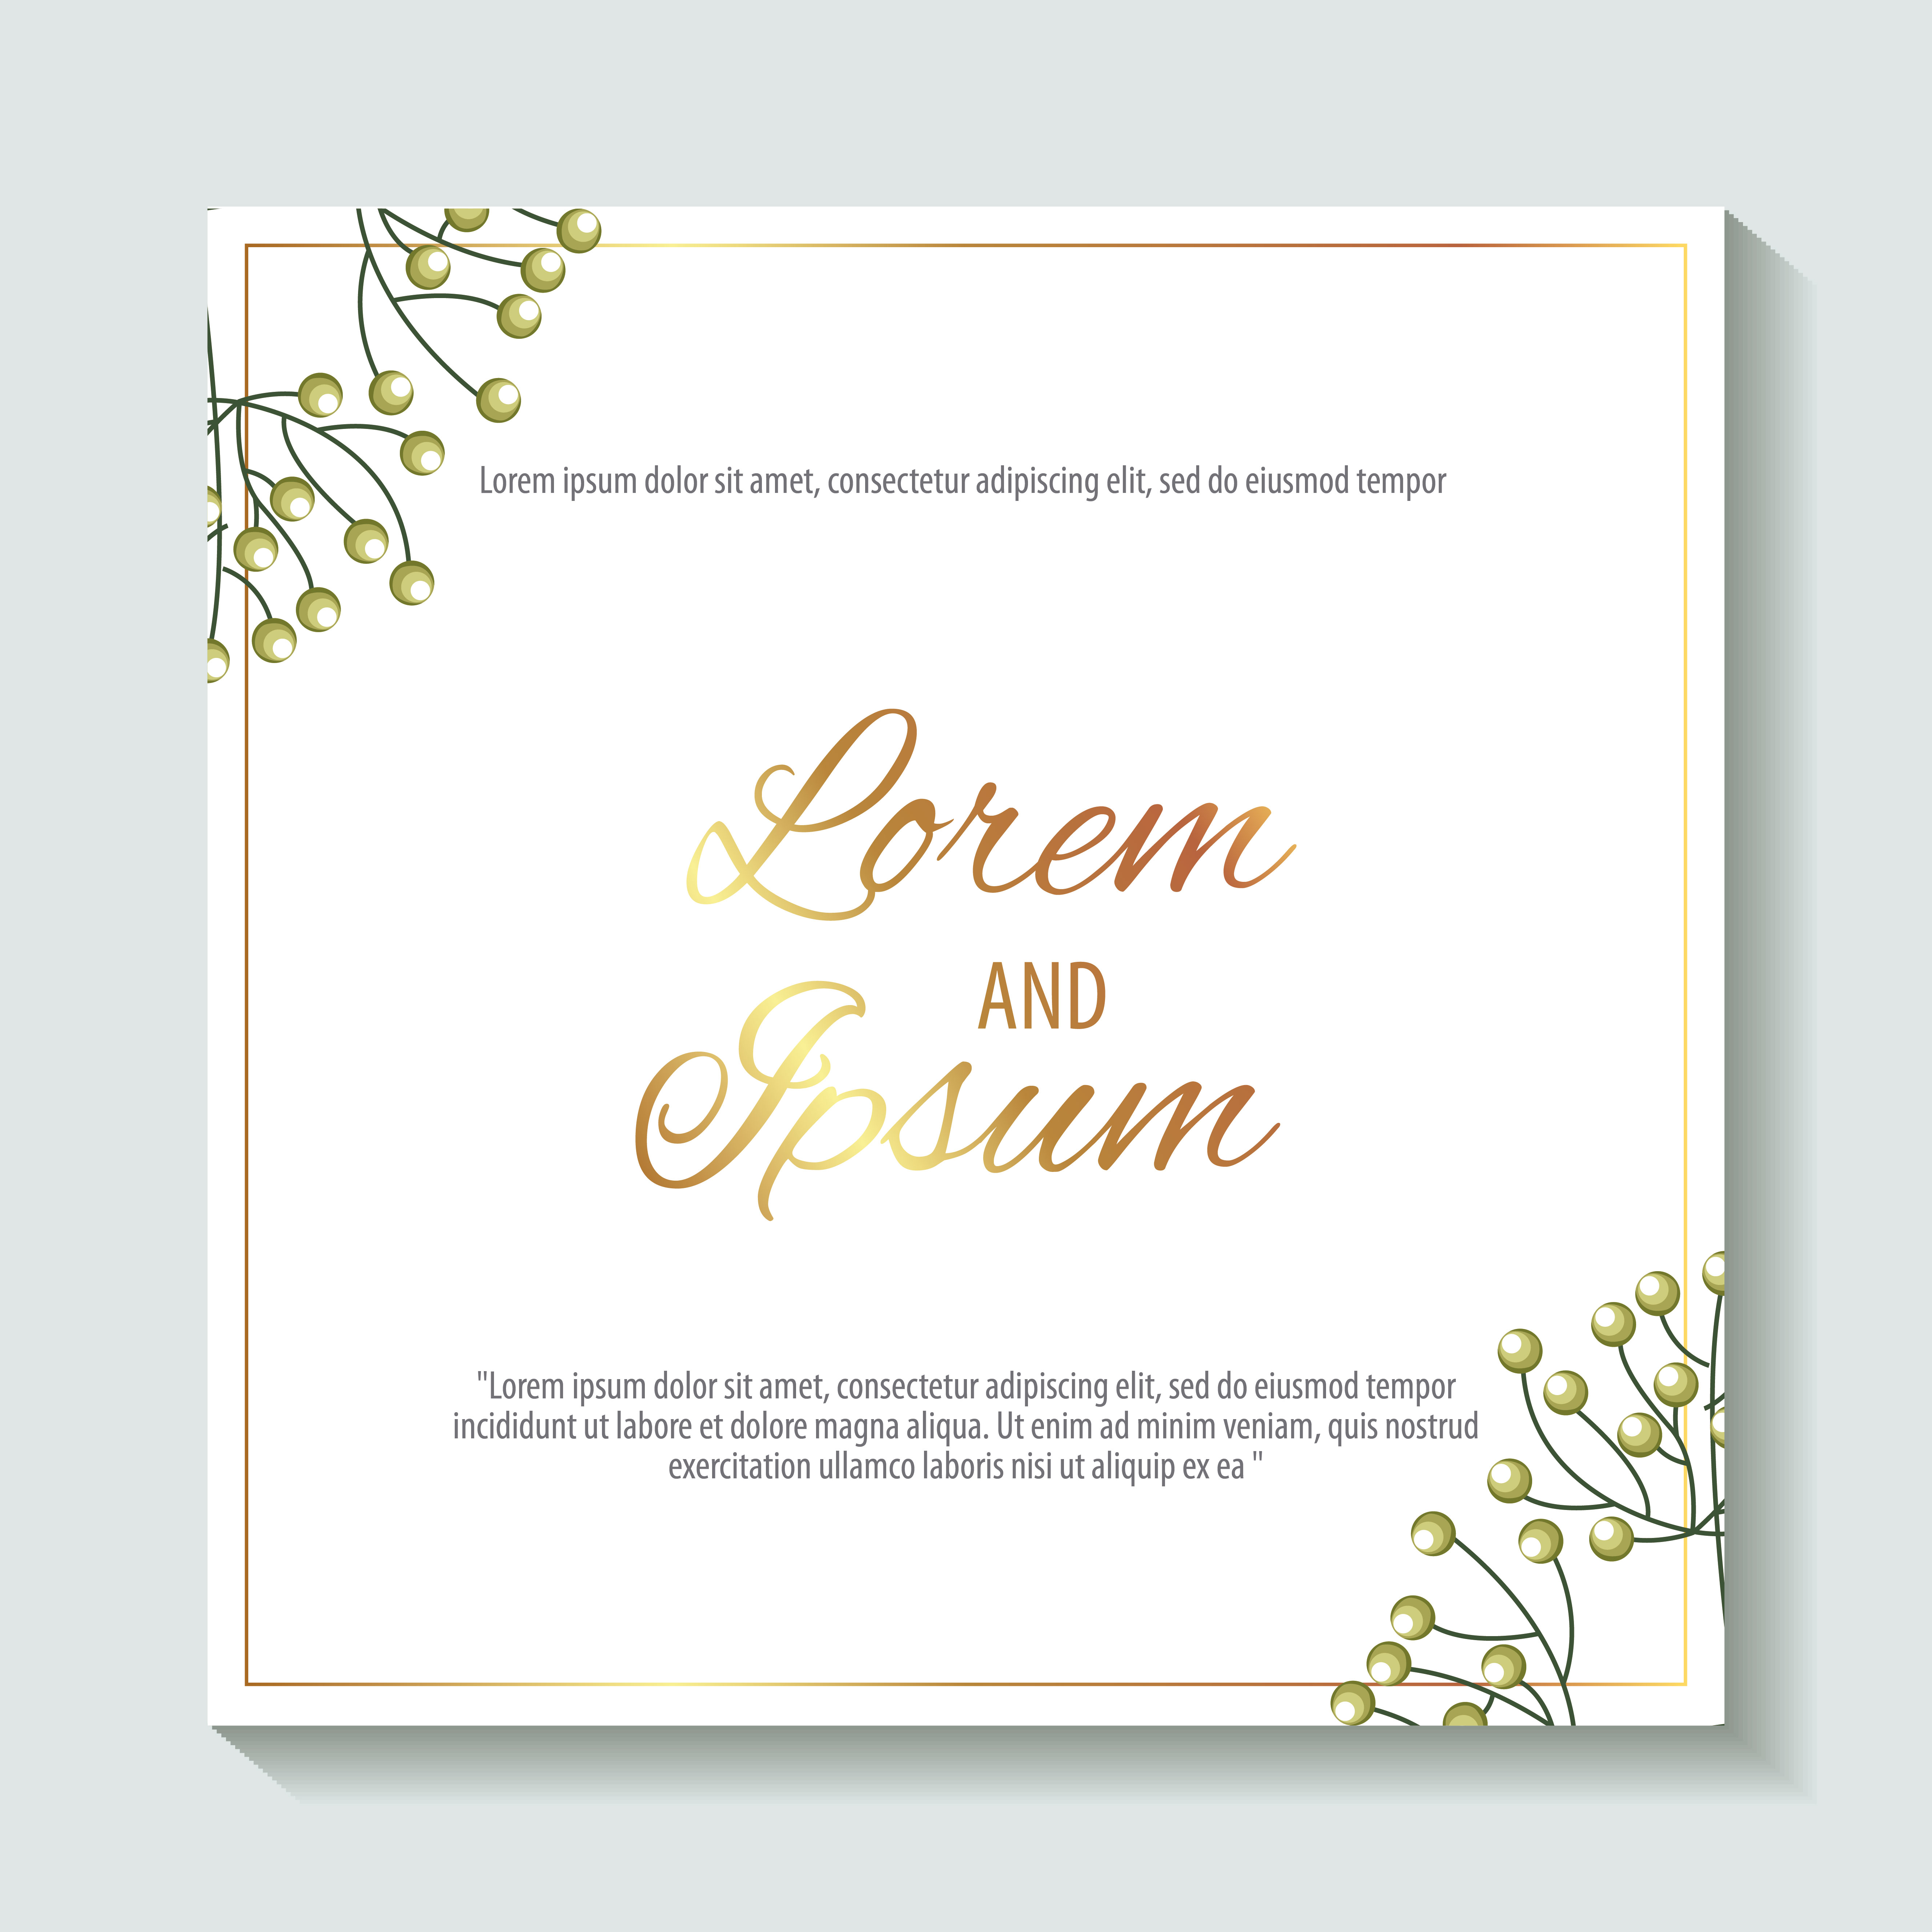 Lorem ipsum dolor sit amet, consectetur adipiscing elit, sed do eiusmod tempor
Lorem
AND
Ipsum
"Lorem ipsum dolor sit amet, consectetur adipiscing elit, sed do eiusmod tempor
incididunt ut labore et dolore magna aliqua. Ut enim ad minim veniam, quis nostrud
exercitation ullamco laboris nisi ut aliquip ex ea "